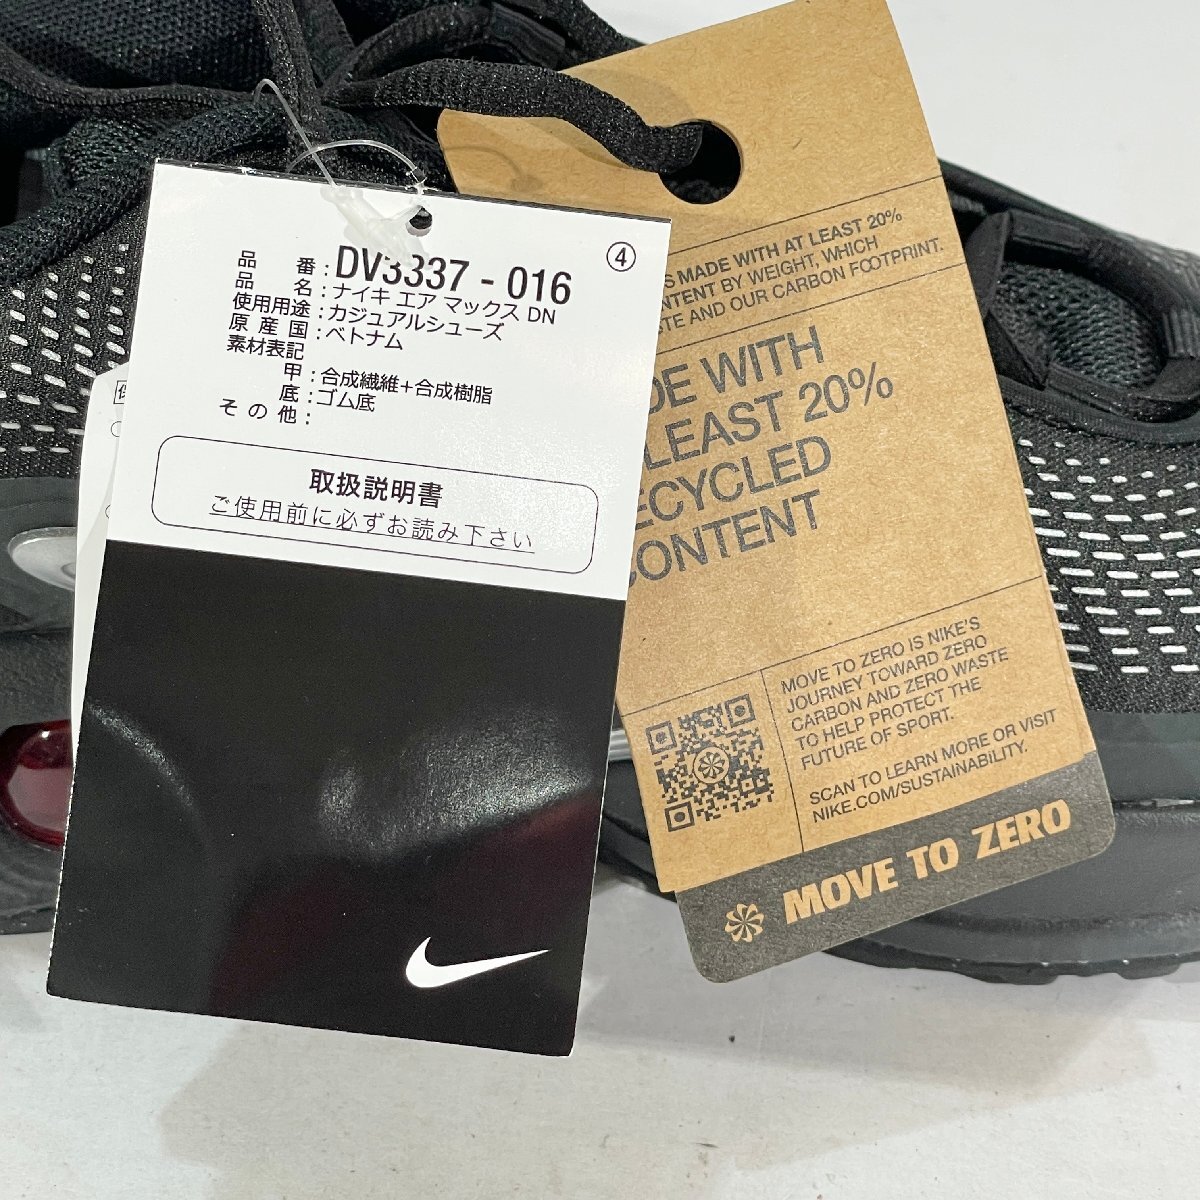 ④
品番:DV3337-016
品名:ナイキ エア マックス DN
使用用途:カジュアルシューズ
原産国:ベトナム
素材表記
甲:合成繊維+合成樹脂
底:ゴム底
その他:
取扱説明書
ご使用前に必ずお読み下さい
MADE WITH AT LEAST 20%
BY WEIGHT, WHICH
AND OUR CARBON FOOTPRINT.
WITH
LEAST 20%
MOVE TO ZERO IS NIKE'S
JOURNEY TOWARD ZERO
CARBON AND ZERO WASTE
TO HELP PROTECT THE
FUTURE OF SPORT.
SCAN TO LEARN MORE OR VISIT
NIKE.COM/SUSTAINABILITY.
MOVE TO ZERO